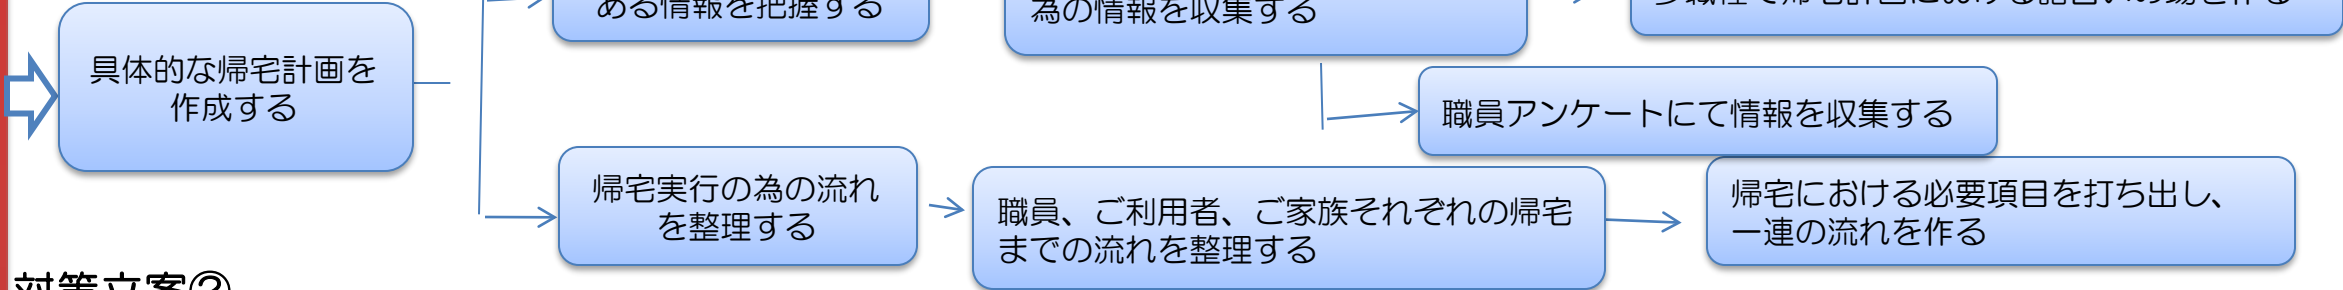 める情報を把握する
為の情報を収集する
具体的な帰宅計画を
作成する
職員アンケートにて情報を収集する
帰宅実行の為の流れ
を整理する
職員、ご利用者、ご家族それぞれの帰宅
までの流れを整理する
帰宅における必要項目を打ち出し、
一連の流れを作る
対策立案②